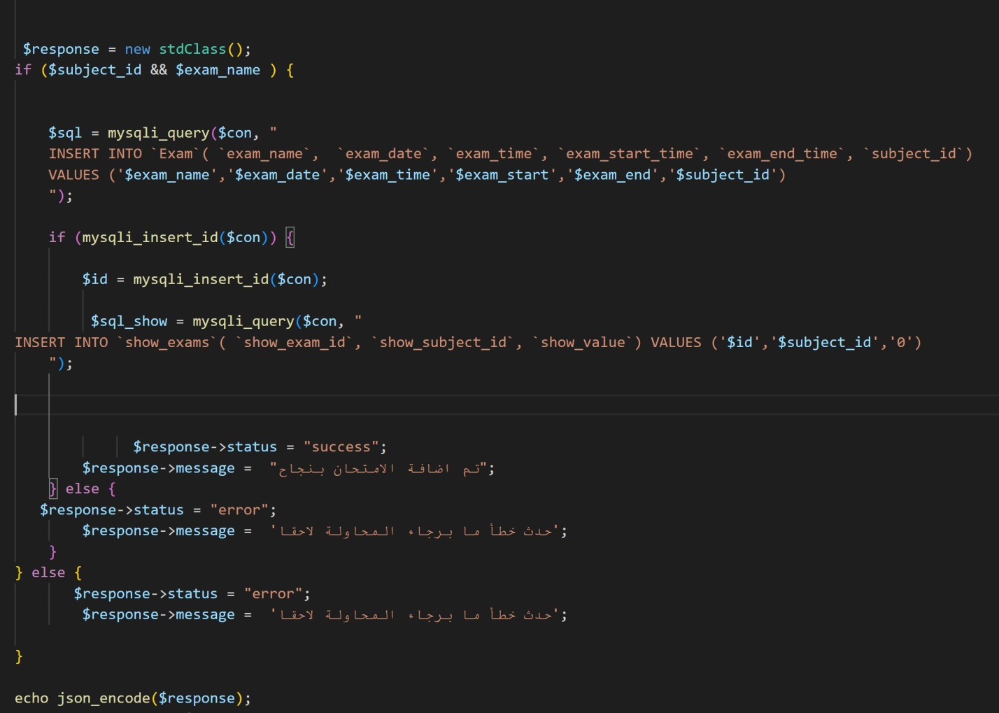 $response = new stdClass();
if ($subject_id && $exam_name ) {
$sql = mysqli_query($con, "
INSERT INTO `Exam`( `exam_name`,  `exam_date`, `exam_time`, `exam_start_time`, `exam_end_time`, `subject_id`)
VALUES ('$exam_name','$exam_date','$exam_time','$exam_start','$exam_end','$subject_id')
");
if (mysqli_insert_id($con)) {
$id = mysqli_insert_id($con);
$sql_show = mysqli_query($con, "
INSERT INTO `show_exams`( `show_exam_id`, `show_subject_id`, `show_value`) VALUES ('$id','$subject_id','0')
");
$response->status = "success";
$response->message =  "تم اضافة الامتحان بنجاح";
} else {
$response->status = "error";
$response->message =  'حدث خطأ ما برجاء المحاولة لاحقا';
}
} else {
$response->status = "error";
$response->message =  'حدث خطأ ما برجاء المحاولة لاحقا';
}
echo json_encode($response);